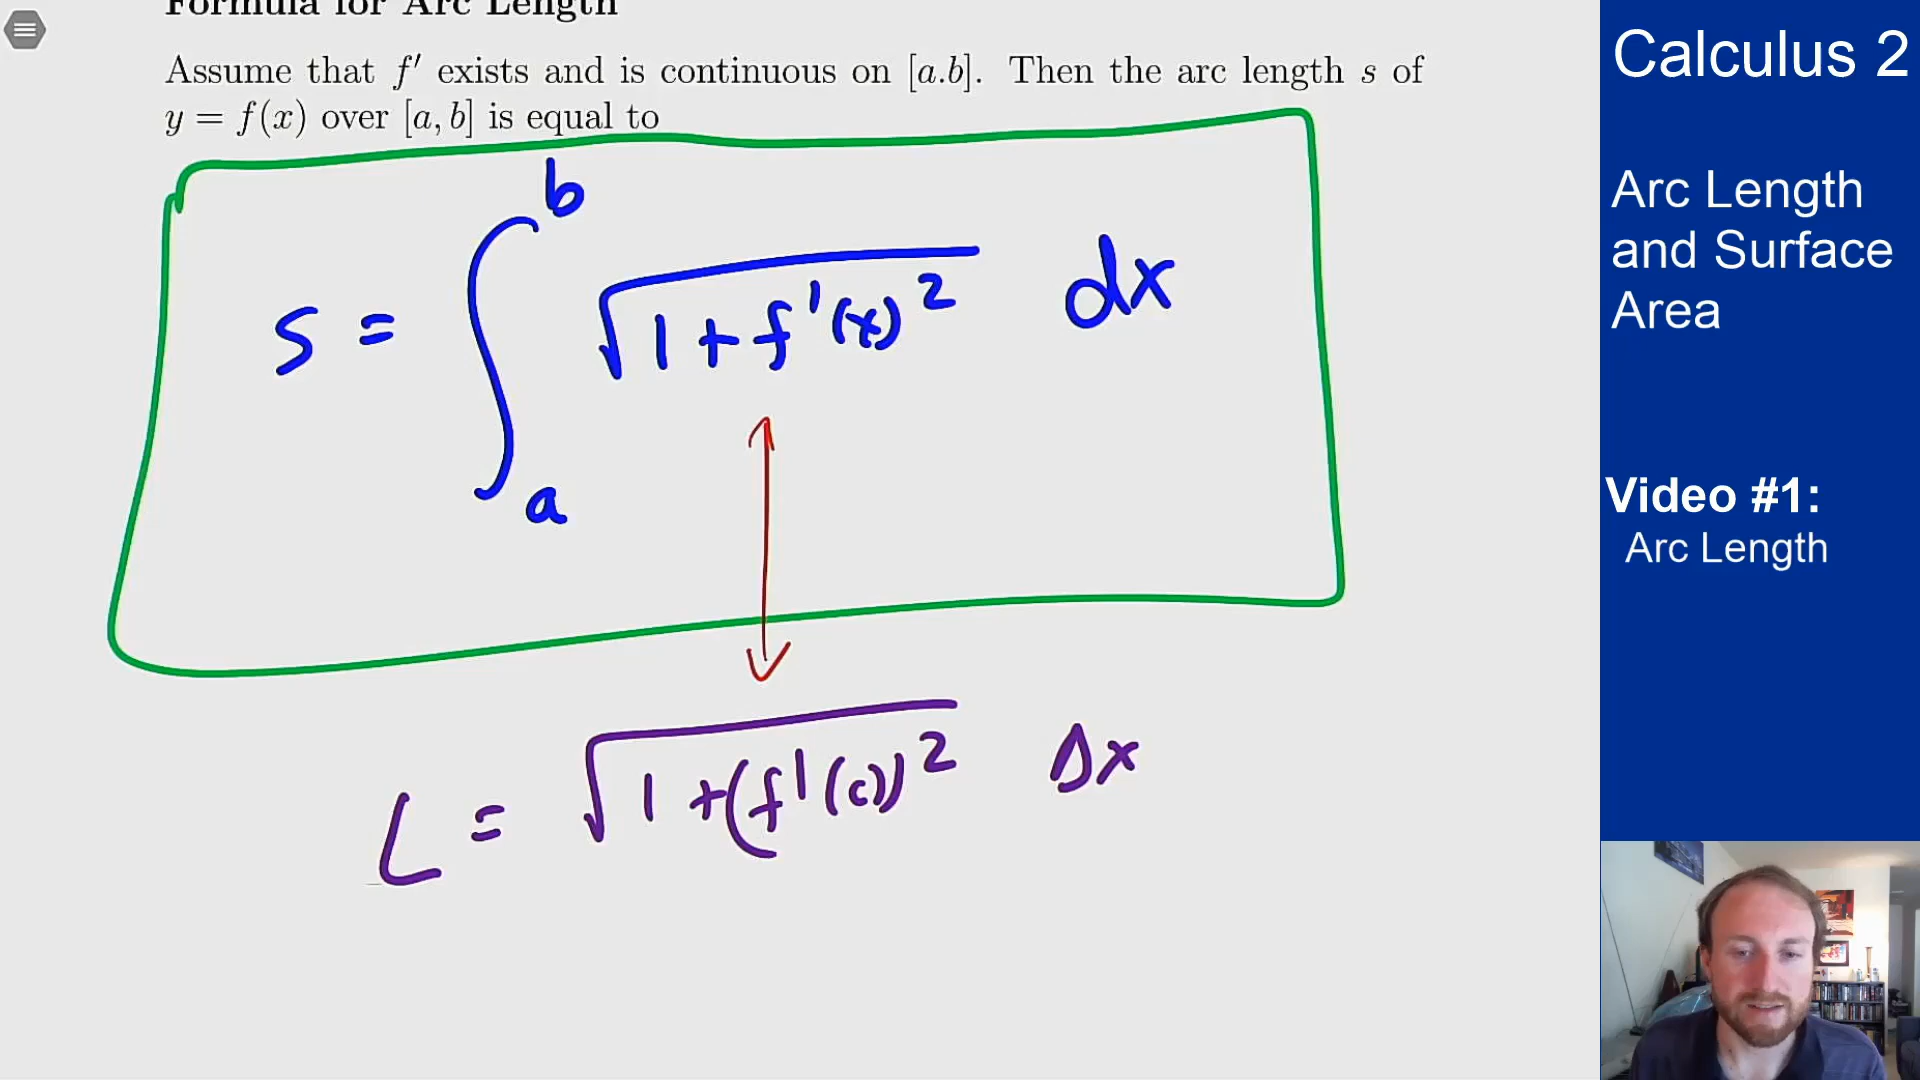 Formula for Arc Length
Assume that f′ exists and is continuous on [a.b]. Then the arc length s of
y = f(x) over [a, b] is equal to
s = ∫_a^b √(1 + f'(x)²) dx
L = √(1 + (f'(c))²) Δx
Calculus 2
Arc Length
and Surface
Area
Video #1:
Arc Length